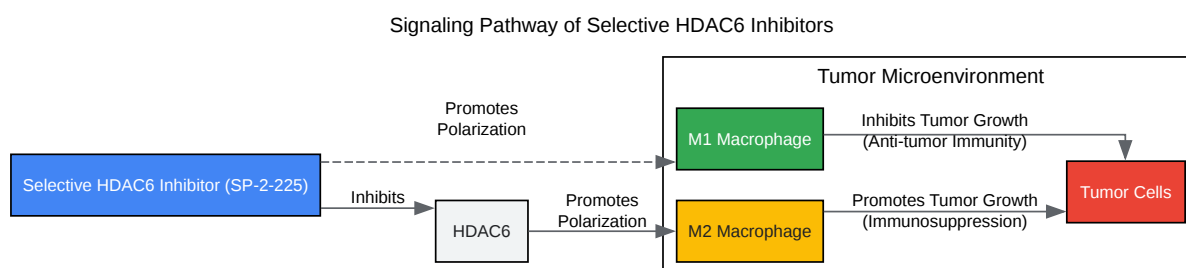 Signaling Pathway of Selective HDAC6 Inhibitors
Tumor Microenvironment
Promotes
Polarization
M1 Macrophage
Inhibits Tumor Growth
(Anti-tumor Immunity)
Selective HDAC6 Inhibitor (SP-2-225)
Inhibits
HDAC6
Promotes
Polarization
M2 Macrophage
Promotes Tumor Growth
(Immunosuppression)
Tumor Cells